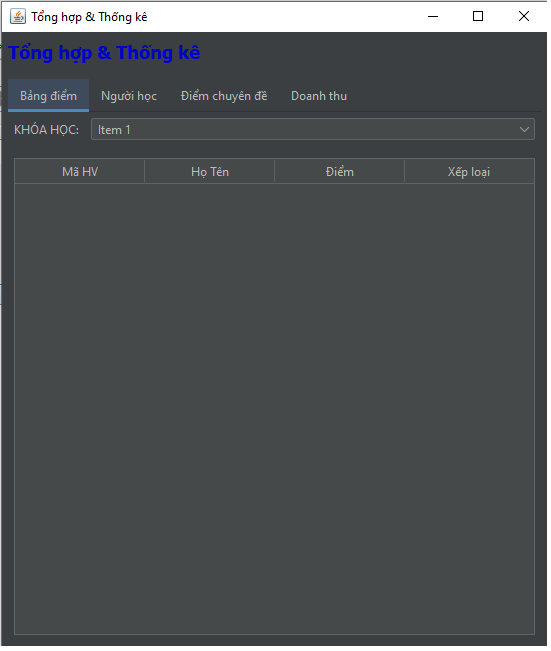 Tổng hợp & Thống kê
Tổng hợp & Thống kê
Bảng điểm Người học Điểm chuyên đề Doanh thu
KHÓA HỌC: Item 1
Mã HV Họ Tên Điểm Xếp loại